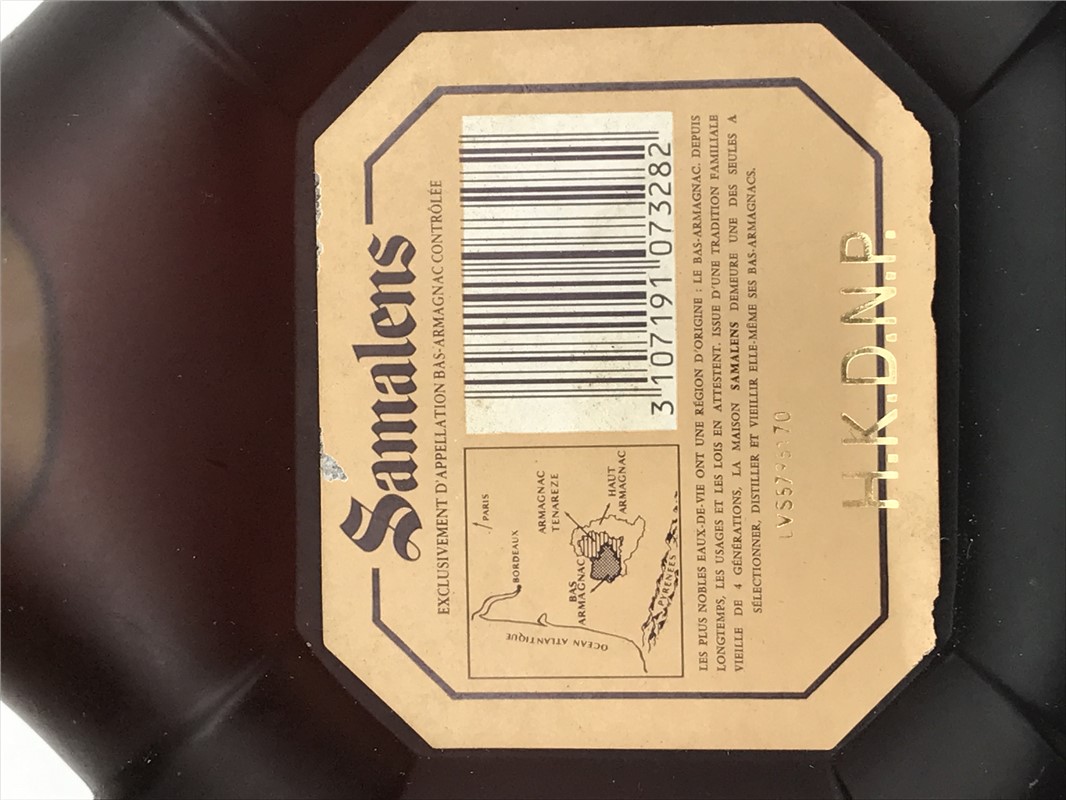 Samalens
EXCLUSIVEMENT D'APPELLATION BAS-ARMAGNAC CONTRÔLÉE
PARIS
BORDEAUX
OCEAN ATLANTIQUE
BAS
ARMAGNAC
ARMAGNAC
TENAREZE
HAUT
ARMAGNAC
PYRENEES
3 107191 073282
LES PLUS NOBLES EAUX-DE-VIE ONT UNE RÉGION D'ORIGINE : LE BAS-ARMAGNAC. DEPUIS
LONGTEMPS, LES USAGES ET LES LOIS EN ATTESTENT. ISSUE D'UNE TRADITION FAMILIALE
VIEILLE DE 4 GÉNÉRATIONS, LA MAISON SAMALENS DEMEURE UNE DES SEULES A
SÉLECTIONNER, DISTILLER ET VIEILLIR ELLE-MÊME SES BAS-ARMAGNACS.
H.K.D.N.P.